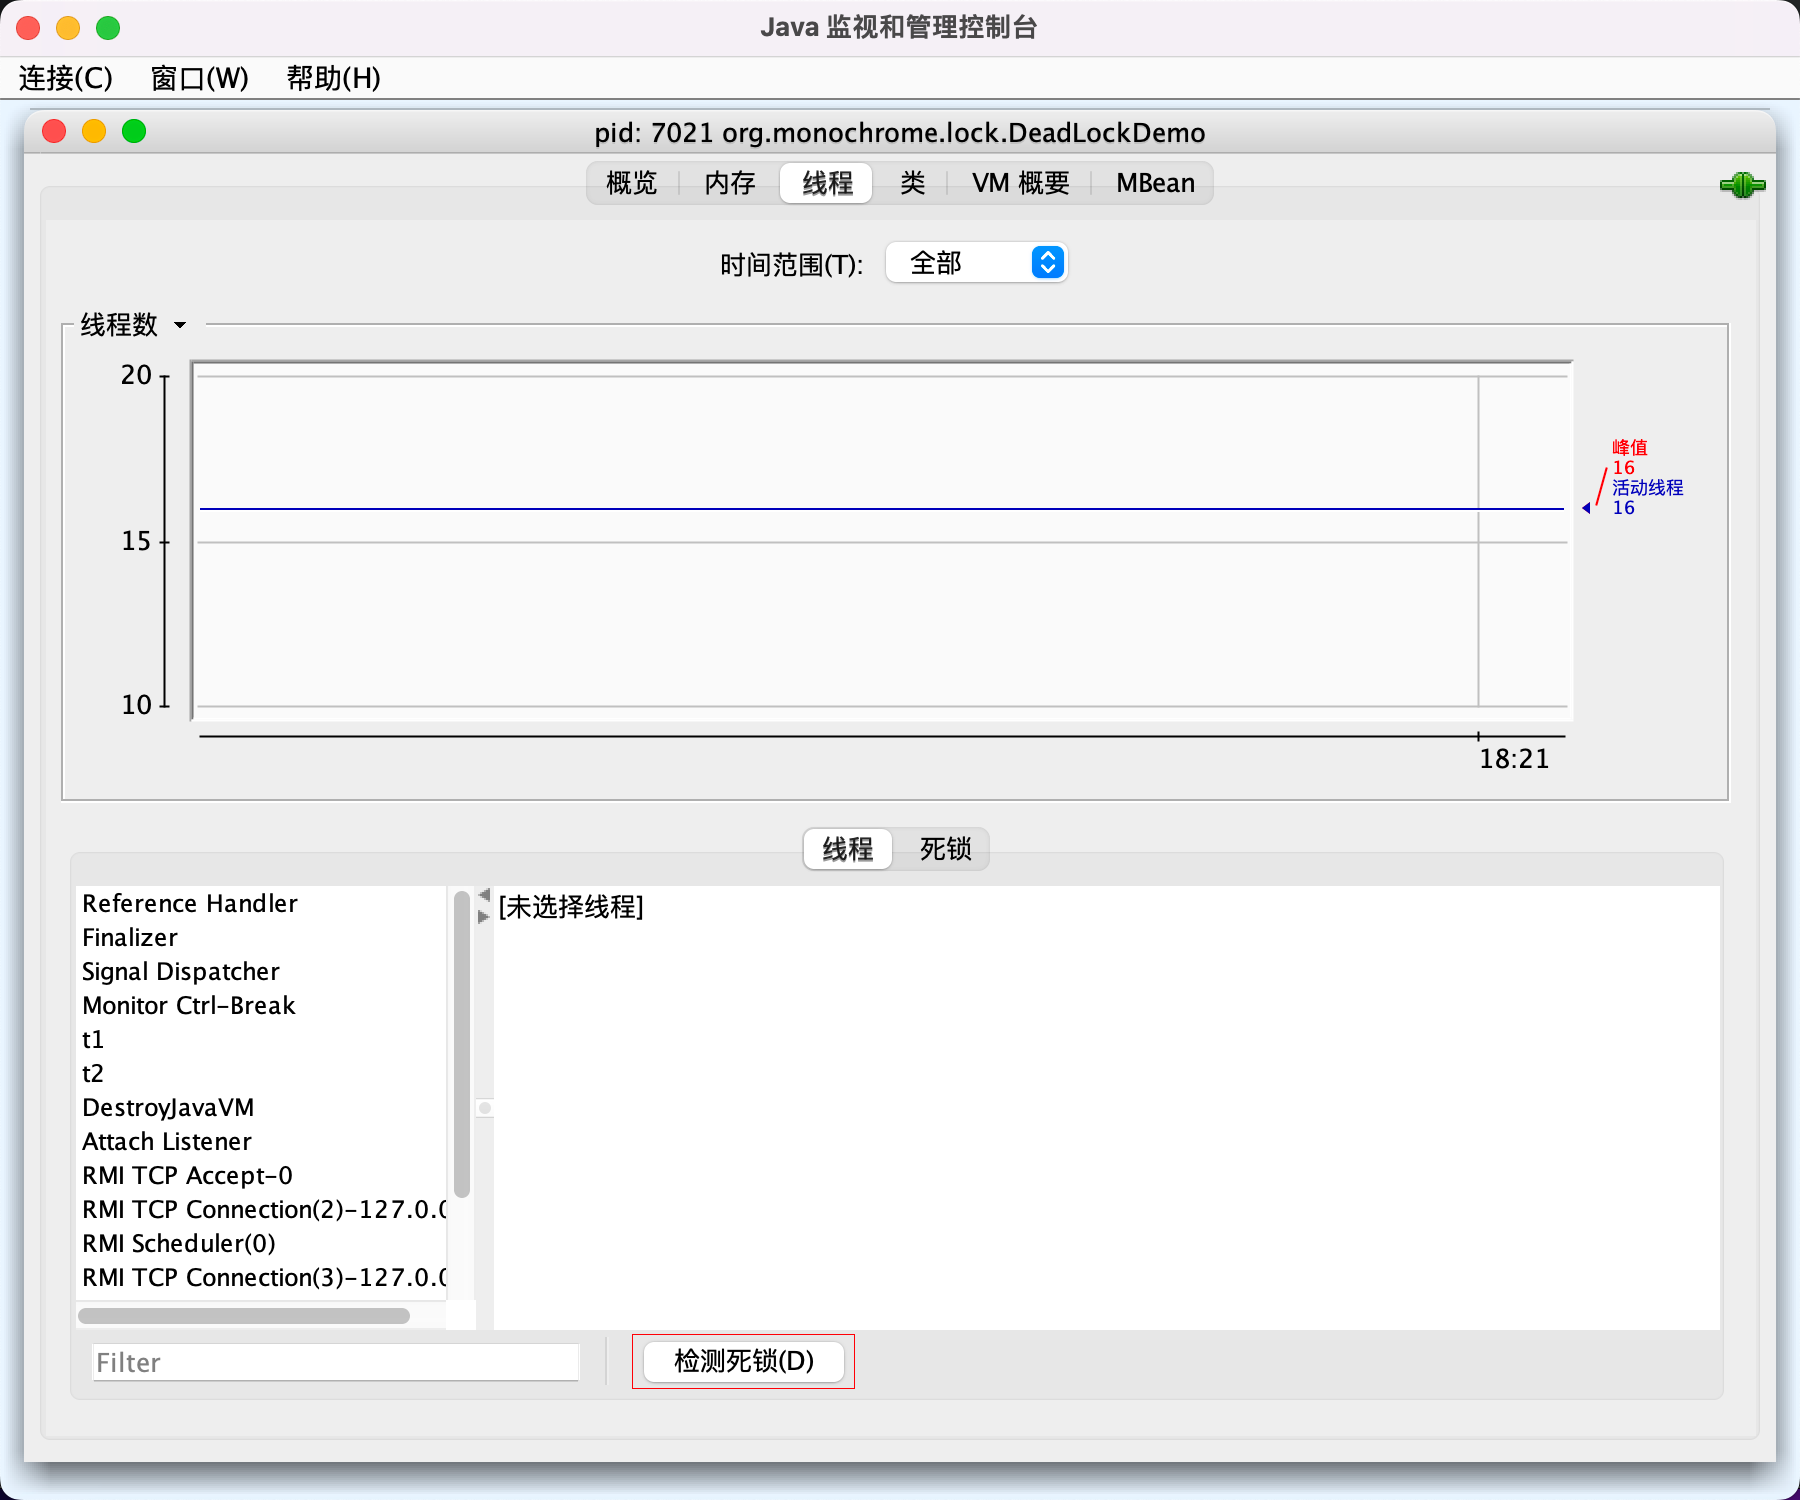 Java 监视和管理控制台
连接(C) 窗口(W) 帮助(H)
pid: 7021 org.monochrome.lock.DeadLockDemo
概览 内存 线程 类 VM 概要 MBean
时间范围(T): 全部
线程数
20
15
10
峰值
16
活动线程
16
18:21
线程 死锁
Reference Handler
Finalizer
Signal Dispatcher
Monitor Ctrl-Break
t1
t2
DestroyJavaVM
Attach Listener
RMI TCP Accept-0
RMI TCP Connection(2)-127.0.0
RMI Scheduler(0)
RMI TCP Connection(3)-127.0.0
[未选择线程]
Filter
检测死锁(D)